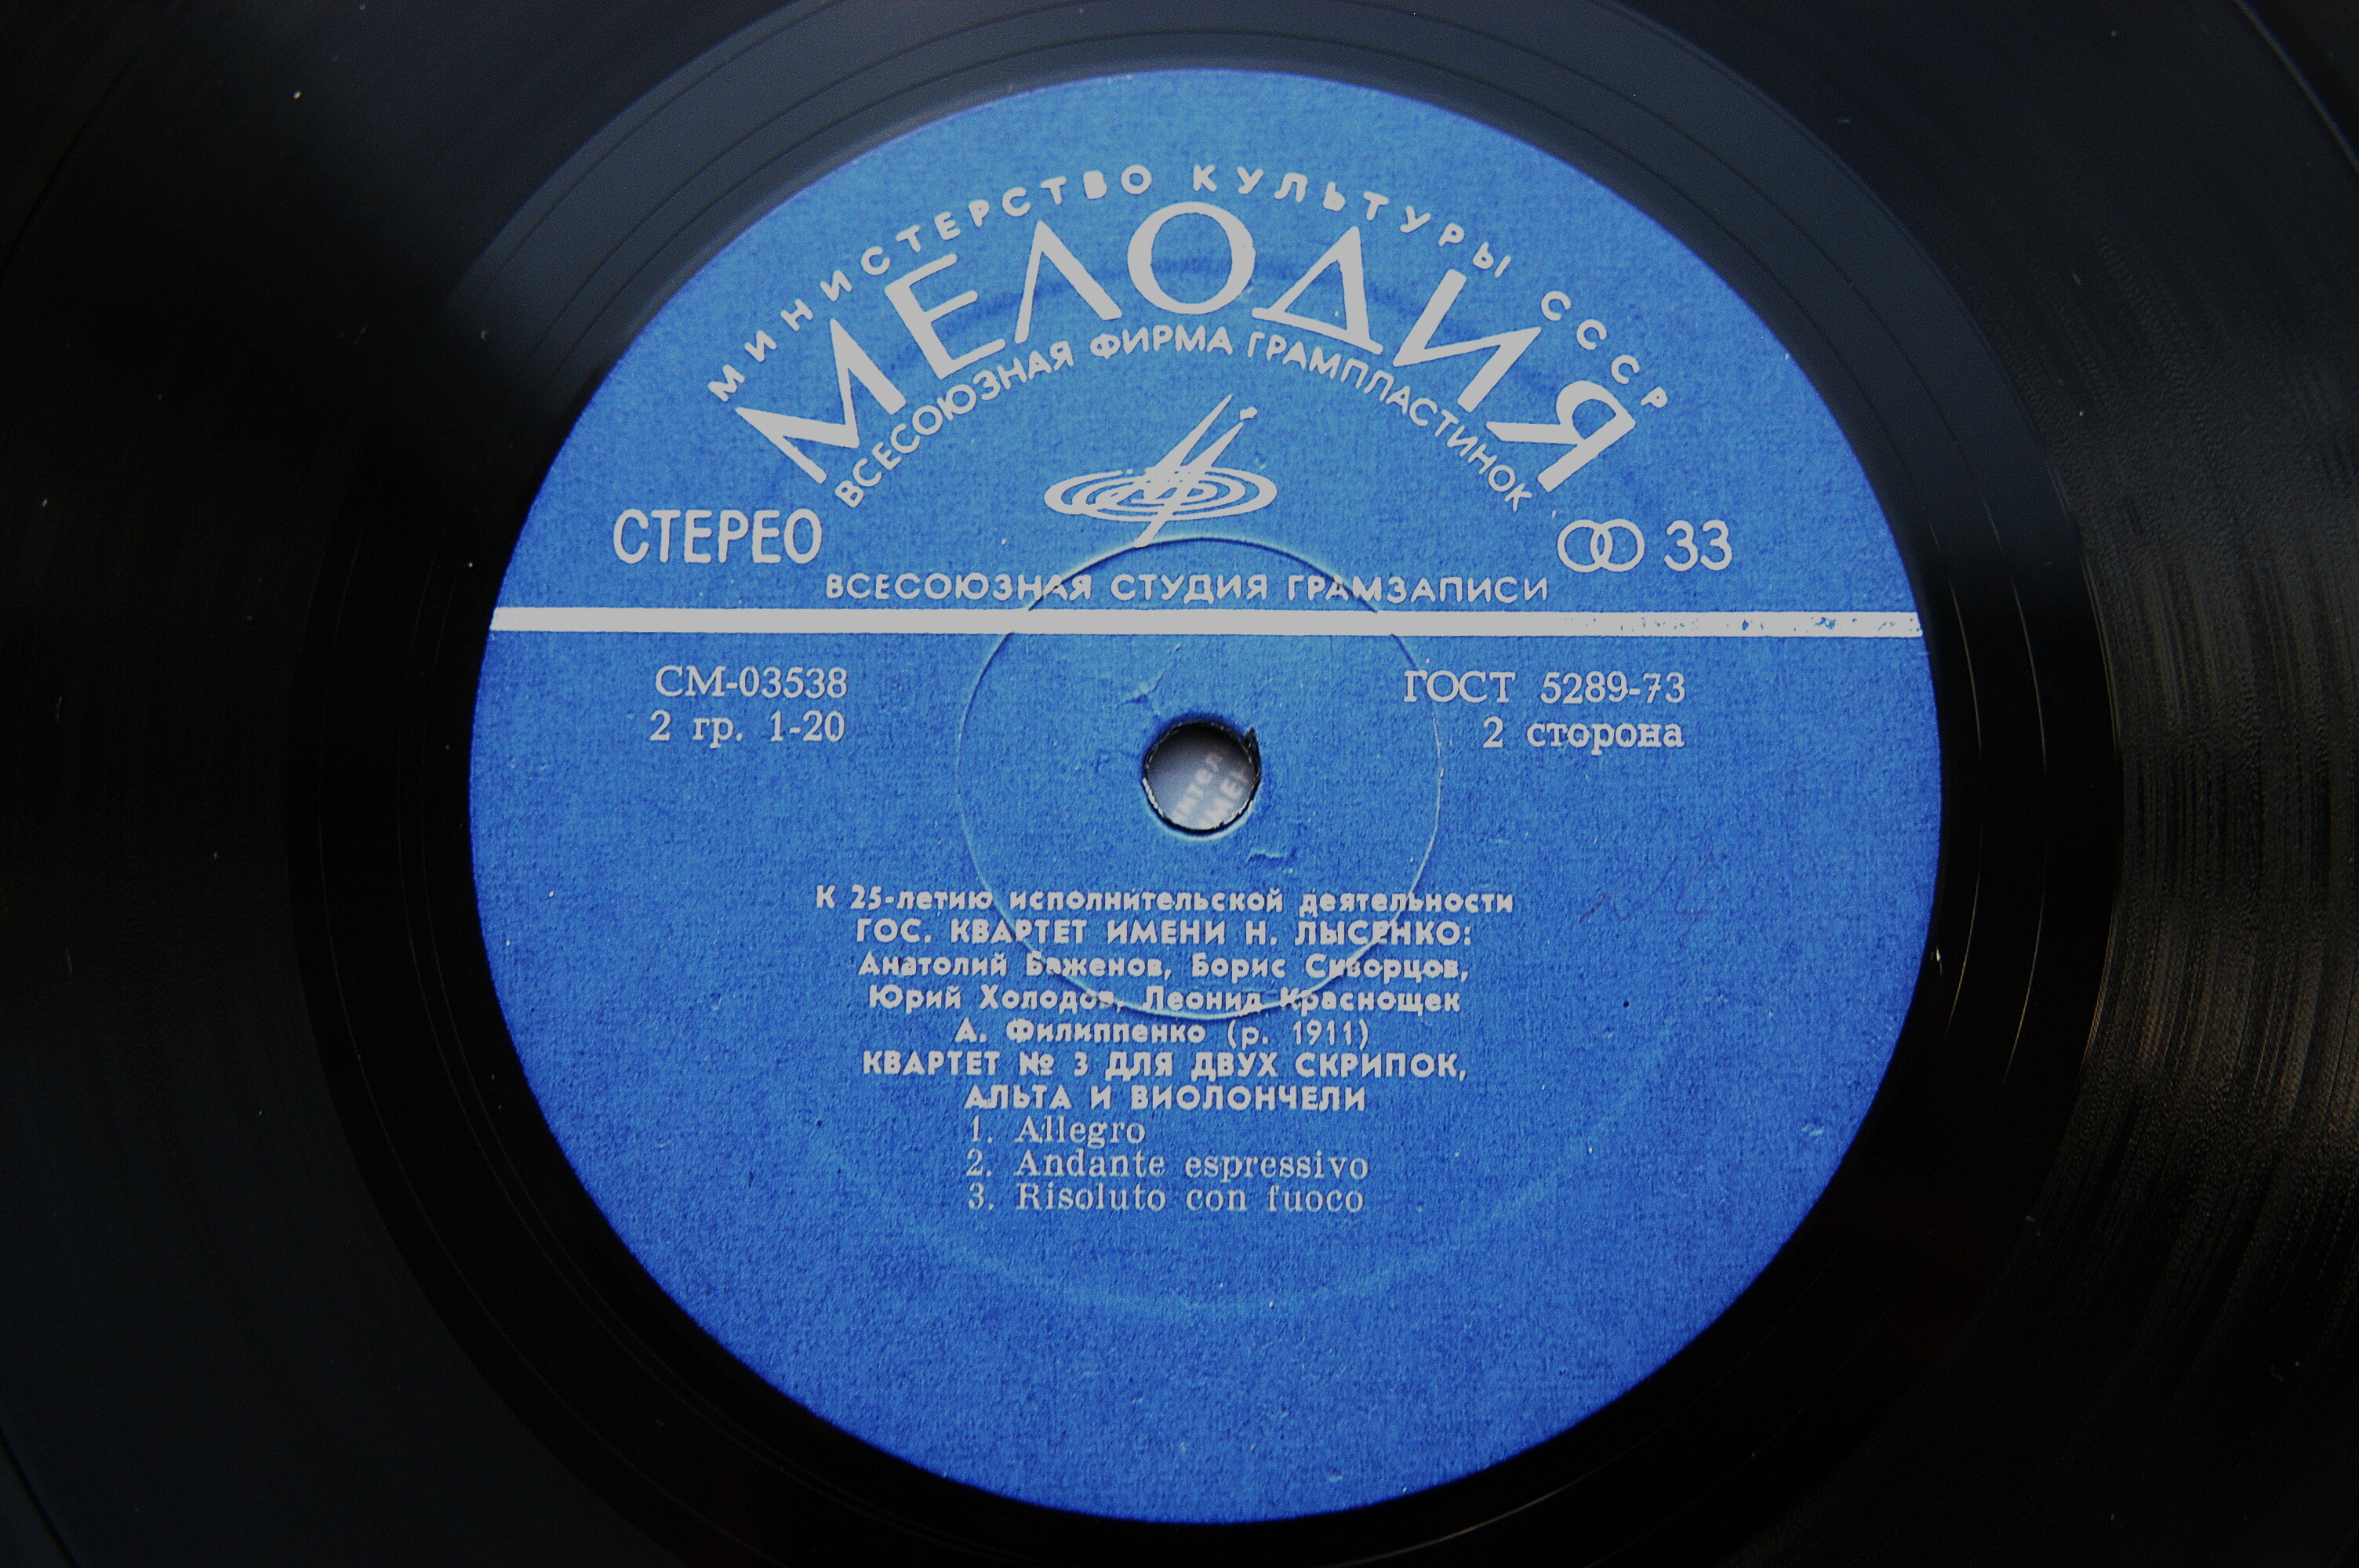 МИНИСТЕРСТВО КУЛЬТУРЫ СССР
МЕЛОДИЯ
ВСЕСОЮЗНАЯ ФИРМА ГРАМПЛАСТИНОК
СТЕРЕО
33
ВСЕСОЮЗНАЯ СТУДИЯ ГРАМЗАПИСИ
СМ-03538
ГОСТ 5289-73
2 гр. 1-20
2 сторона
К 25-летию исполнительской деятельности
ГОС. КВАРТЕТ ИМЕНИ Н. ЛЫСЕНКО:
Анатолий Баженов, Борис Скворцов,
Юрий Холодов, Леонид Краснощек
А. Филиппенко (р. 1911)
КВАРТЕТ № 3 ДЛЯ ДВУХ СКРИПОК,
АЛЬТА И ВИОЛОНЧЕЛИ
1. Allegro
2. Andante espressivo
3. Risoluto con fuoco